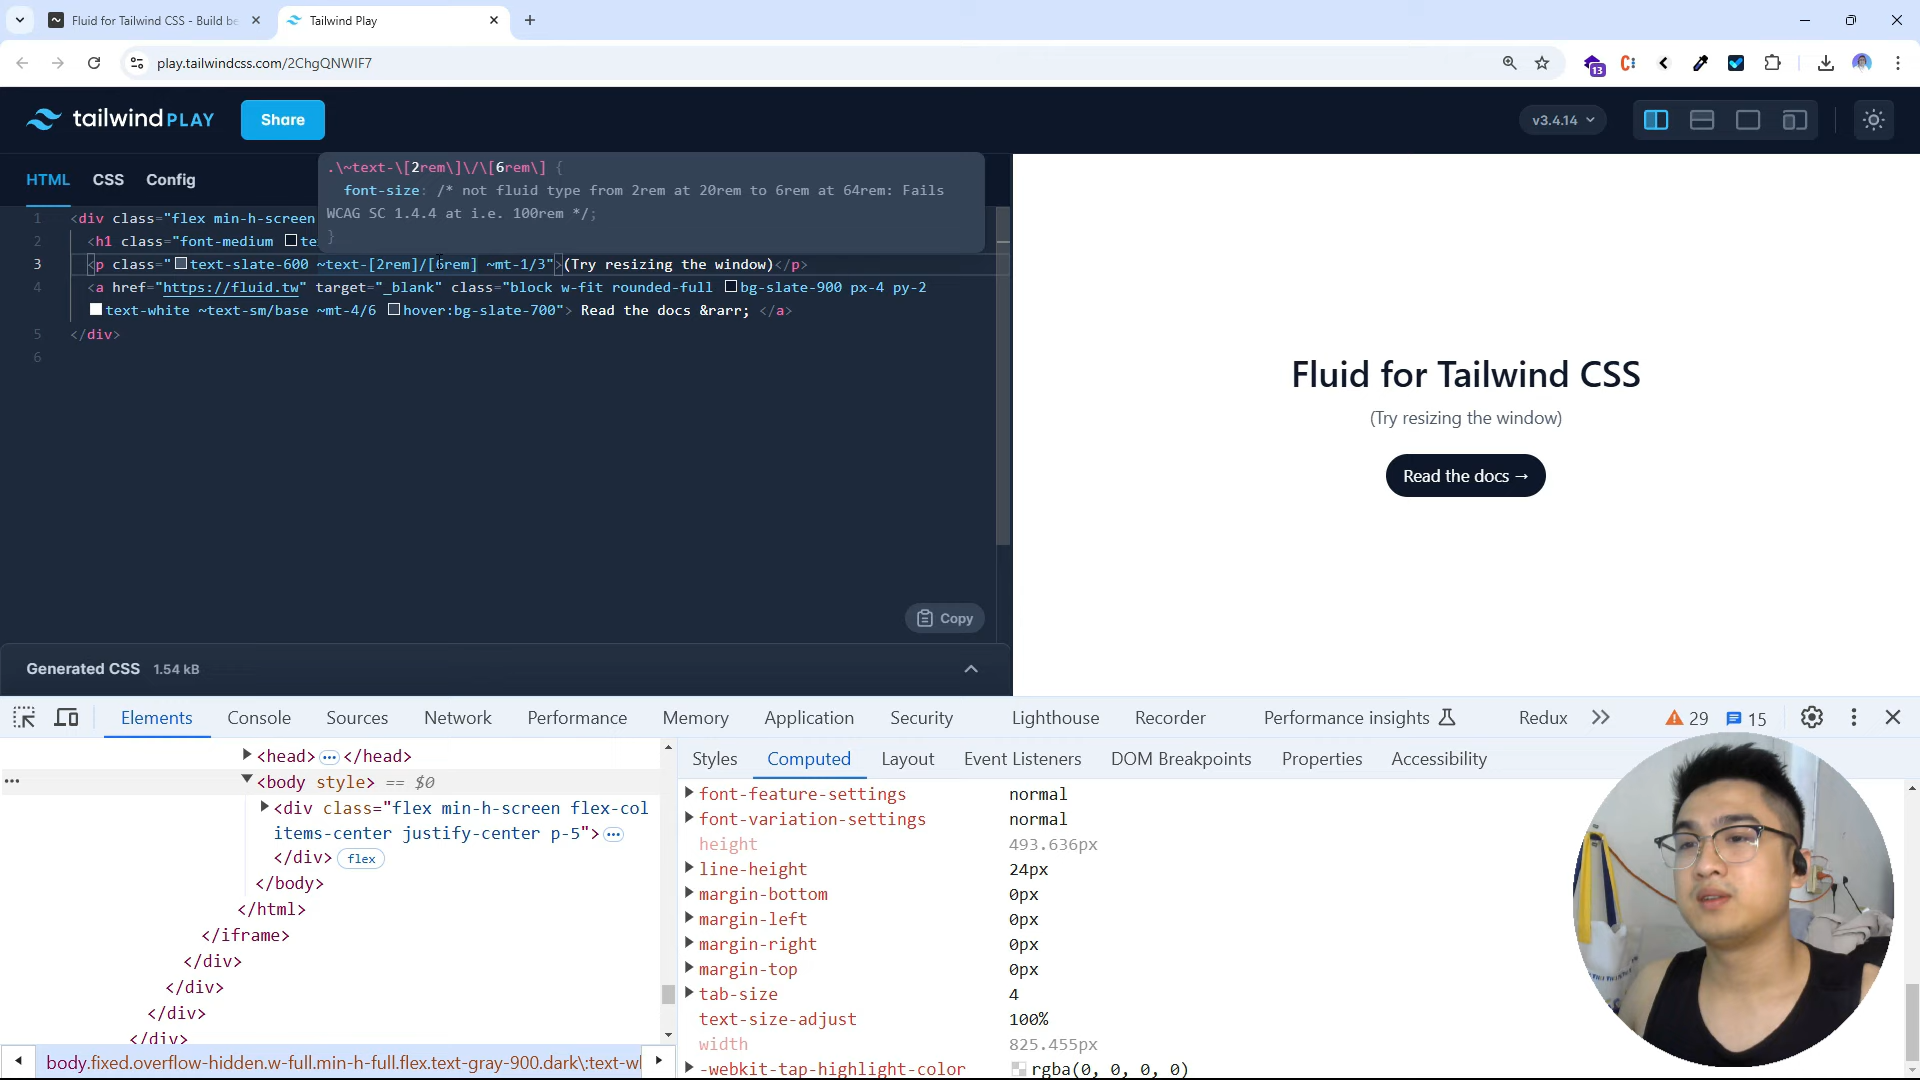 Fluid for Tailwind CSS - Build be
Tailwind Play
play.tailwindcss.com/2ChgQNWIF7
13
tailwind PLAY
Share
v3.4.14
HTML CSS Config
.\~text-\[2rem\]\/\[6rem\] {
font-size: /* not fluid type from 2rem at 20rem to 6rem at 64rem: Fails
WCAG SC 1.4.4 at i.e. 100rem */;
}
1 <div class="flex min-h-screen
2 <h1 class="font-medium te
3 <p class="text-slate-600 ~text-[2rem]/[6rem] ~mt-1/3">(Try resizing the window)</p>
4 <a href="https://fluid.tw" target="_blank" class="block w-fit rounded-full bg-slate-900 px-4 py-2
text-white ~text-sm/base ~mt-4/6 hover:bg-slate-700"> Read the docs &rarr; </a>
5 </div>
6
Copy
Generated CSS 1.54 kB
Fluid for Tailwind CSS
(Try resizing the window)
Read the docs →
Elements Console Sources Network Performance Memory Application Security Lighthouse Recorder Performance insights Redux 29 15
<head> ••• </head>
••• <body style> == $0
<div class="flex min-h-screen flex-col
items-center justify-center p-5"> •••
</div> flex
</body>
</html>
</iframe>
</div>
</div>
</div>
</div>
body.fixed.overflow-hidden.w-full.min-h-full.flex.text-gray-900.dark\:text-wl
Styles Computed Layout Event Listeners DOM Breakpoints Properties Accessibility
font-feature-settings normal
font-variation-settings normal
height 493.636px
line-height 24px
margin-bottom 0px
margin-left 0px
margin-right 0px
margin-top 0px
tab-size 4
text-size-adjust 100%
width 825.455px
-webkit-tap-highlight-color rgba(0, 0, 0, 0)